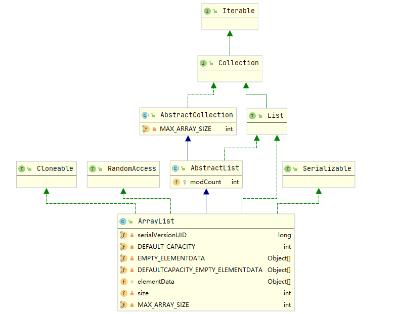 Iterable
Collection
AbstractCollection
MAX_ARRAY_SIZE int
List
Cloneable
RandomAccess
AbstractList
modCount int
Serializable
ArrayList
serialVersionUID long
DEFAULT_CAPACITY int
EMPTY_ELEMENTDATA Object[]
DEFAULTCAPACITY_EMPTY_ELEMENTDATA Object[]
elementData Object[]
size int
MAX_ARRAY_SIZE int